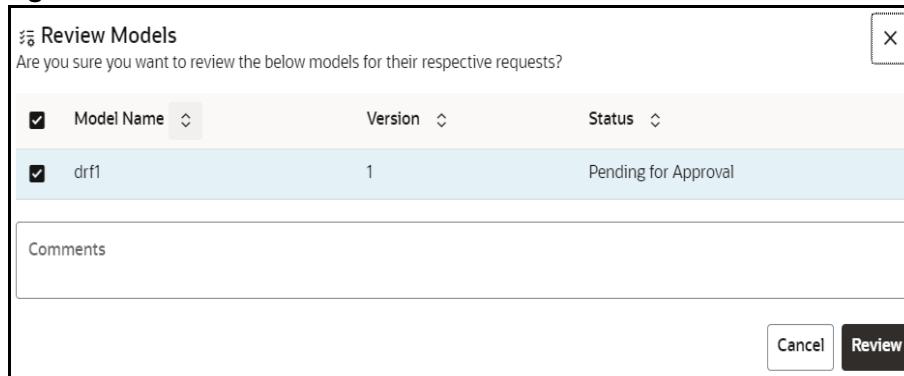 Review Models
Are you sure you want to review the below models for their respective requests?
Model Name Version Status
drf1 1 Pending for Approval
Comments
Cancel Review